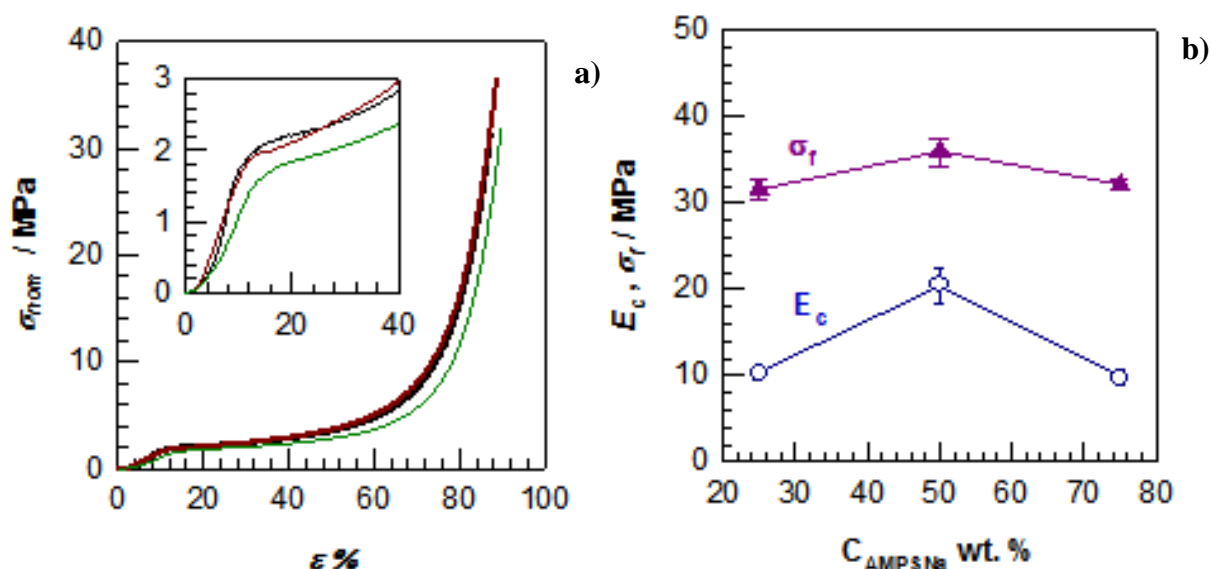 a)
σnom / MPa
40
30
20
10
0
3
2
1
0
0 20 40
0 20 40 60 80 100
ε %
b)
Ec, σf / MPa
50
40
30
20
10
0
σf
Ec
20 30 40 50 60 70 80
CAMPSNa wt. %